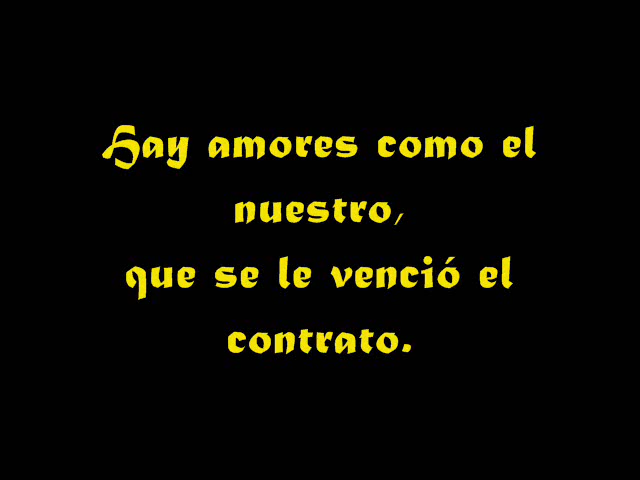 Hay amores como el
nuestro,
que se le venció el
contrato.